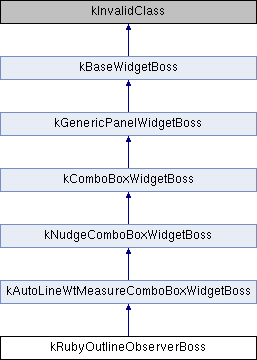 kInvalidClass
kBaseWidgetBoss
kGenericPanelWidgetBoss
kComboBoxWidgetBoss
kNudgeComboBoxWidgetBoss
kAutoLineWtMeasureComboBoxWidgetBoss
kRubyOutlineObserverBoss